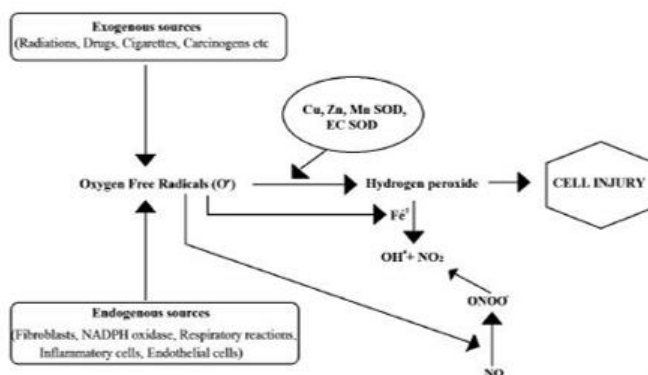 Exogenous sources
(Radiations, Drugs, Cigarettes, Carcinogens etc
Cu, Zn, Mn SOD,
EC SOD
Oxygen Free Radicals (O•)
Hydrogen peroxide
CELL INJURY
OH•+ NO₂
ONOO⁻
NO
Endogenous sources
(Fibroblasts, NADPH oxidase, Respiratory reactions,
Inflammatory cells, Endothelial cells)